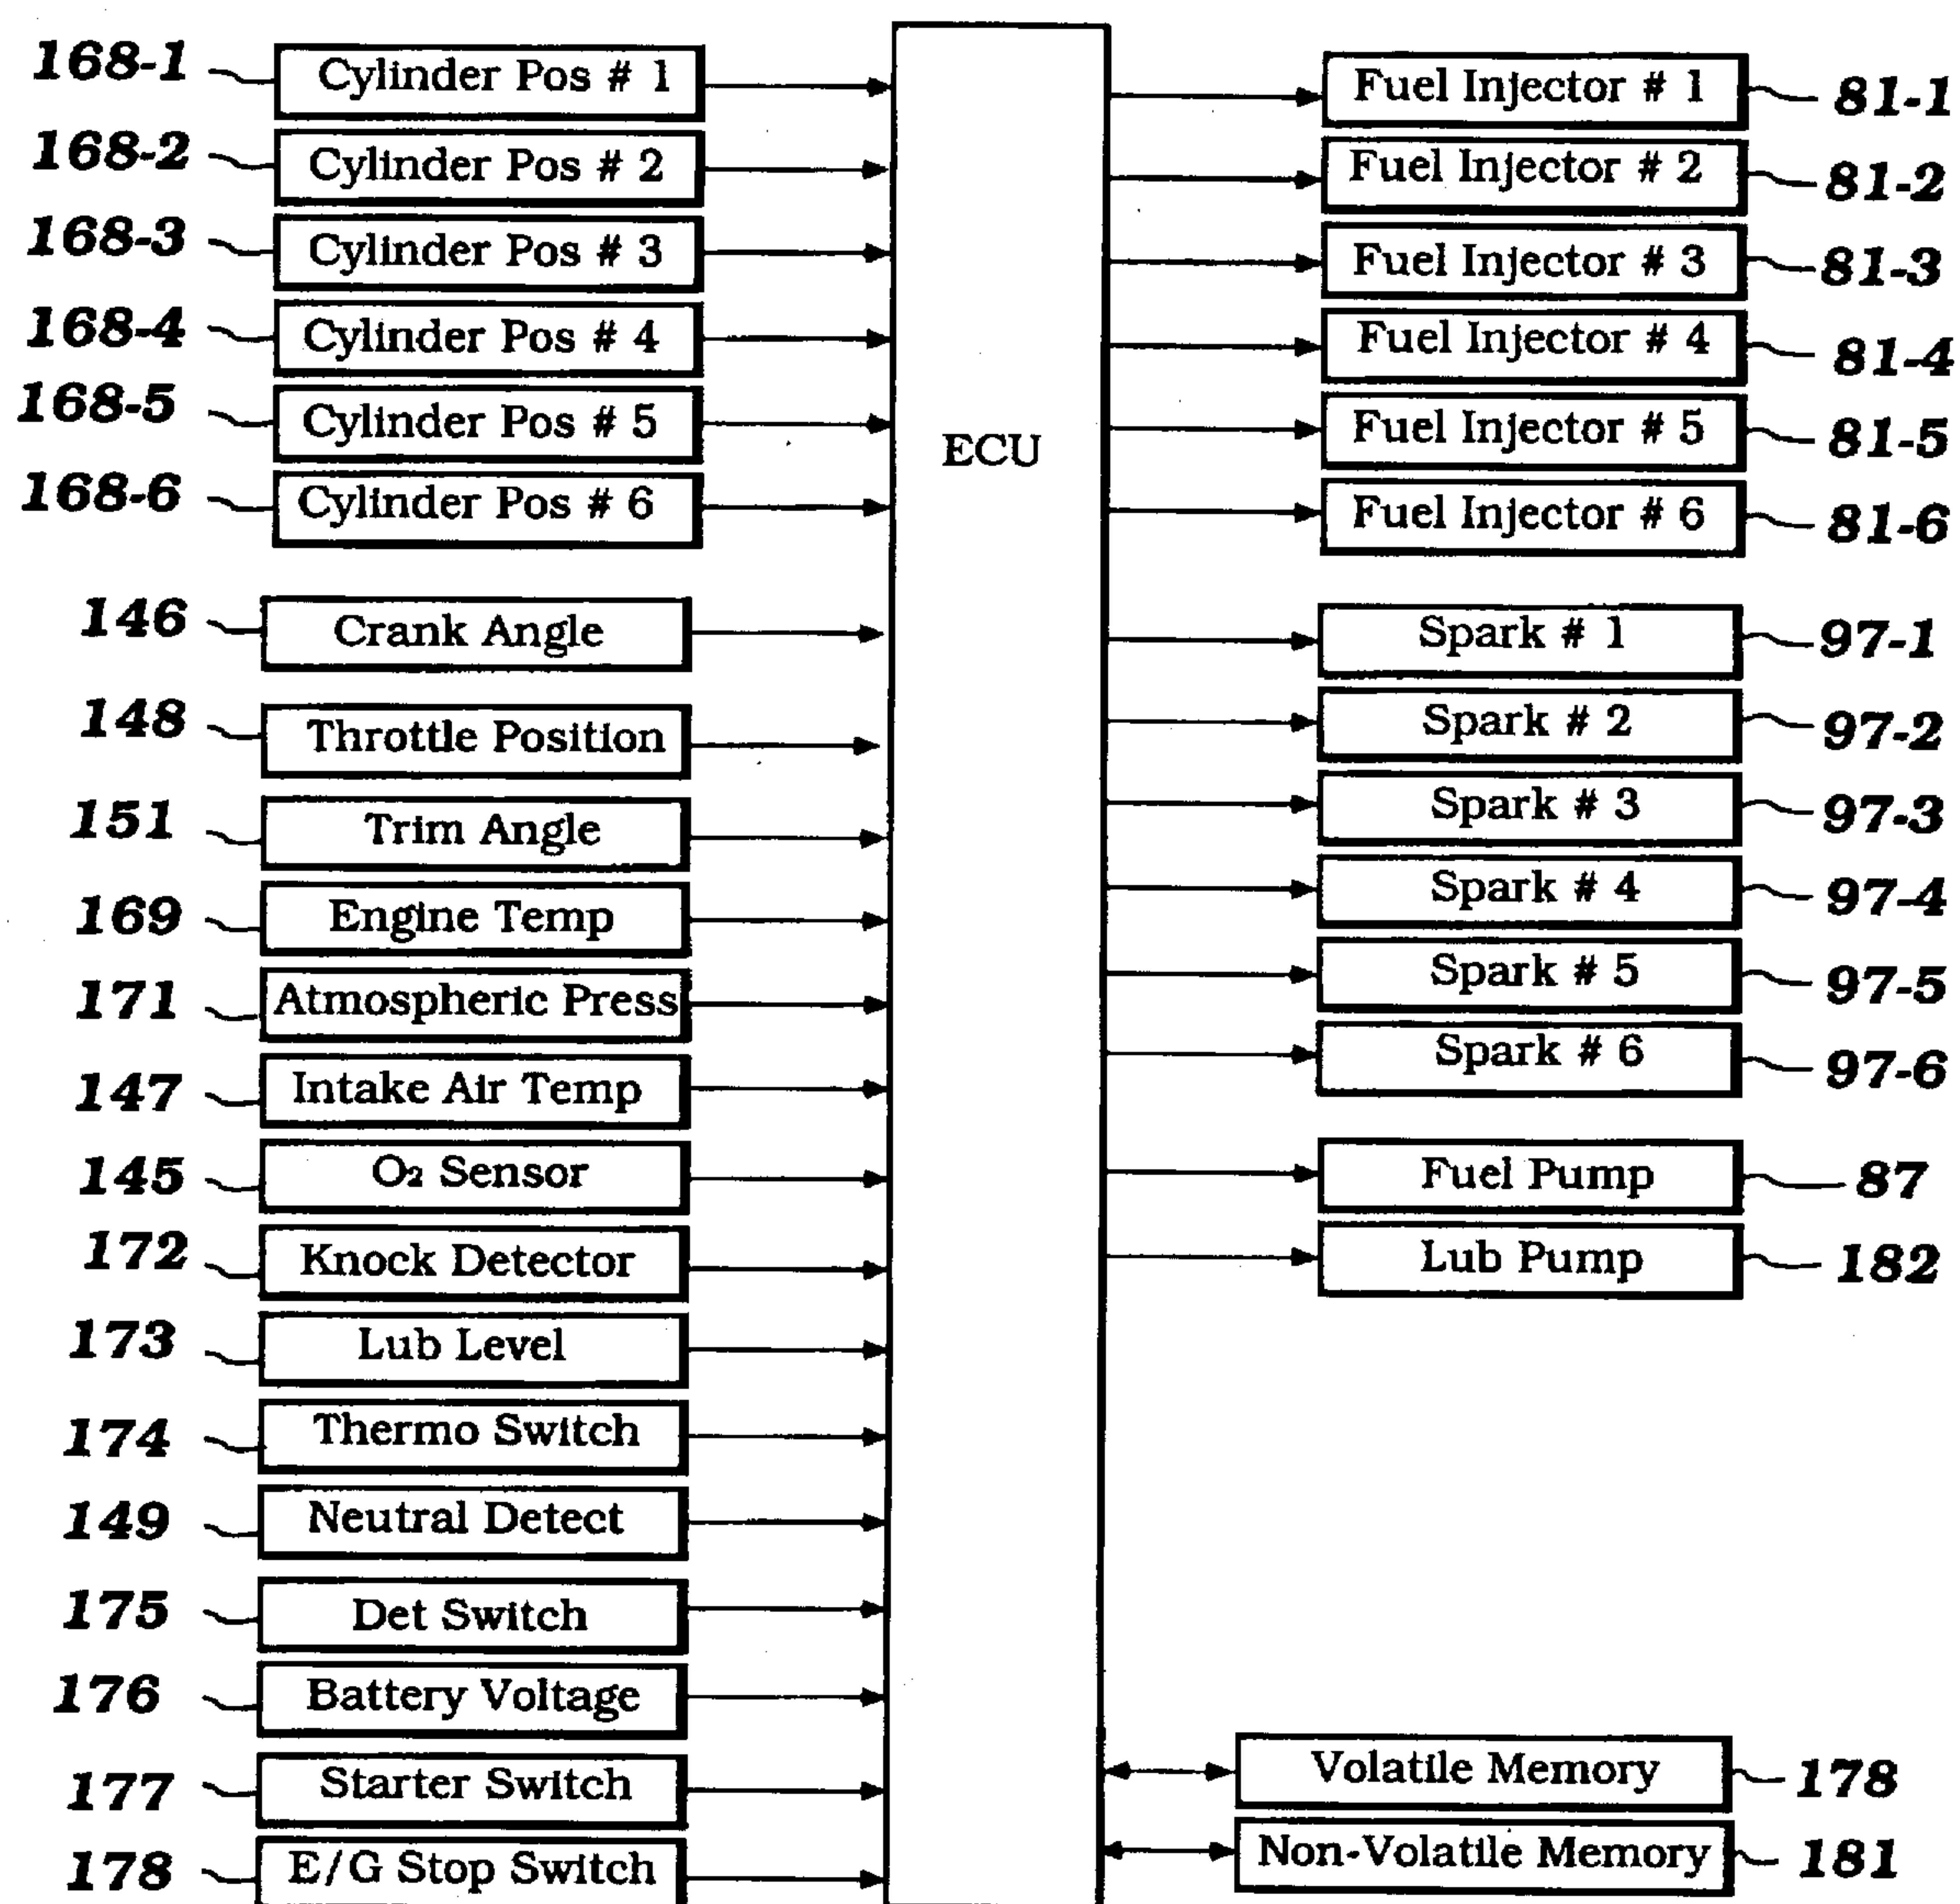 168-1 Cylinder Pos # 1
168-2 Cylinder Pos # 2
168-3 Cylinder Pos # 3
168-4 Cylinder Pos # 4
168-5 Cylinder Pos # 5
168-6 Cylinder Pos # 6
146 Crank Angle
148 Throttle Position
151 Trim Angle
169 Engine Temp
171 Atmospheric Press
147 Intake Air Temp
145 O₂ Sensor
172 Knock Detector
173 Lub Level
174 Thermo Switch
149 Neutral Detect
175 Det Switch
176 Battery Voltage
177 Starter Switch
178 E/G Stop Switch
ECU
Fuel Injector # 1 81-1
Fuel Injector # 2 81-2
Fuel Injector # 3 81-3
Fuel Injector # 4 81-4
Fuel Injector # 5 81-5
Fuel Injector # 6 81-6
Spark # 1 97-1
Spark # 2 97-2
Spark # 3 97-3
Spark # 4 97-4
Spark # 5 97-5
Spark # 6 97-6
Fuel Pump 87
Lub Pump 182
Volatile Memory 178
Non-Volatile Memory 181